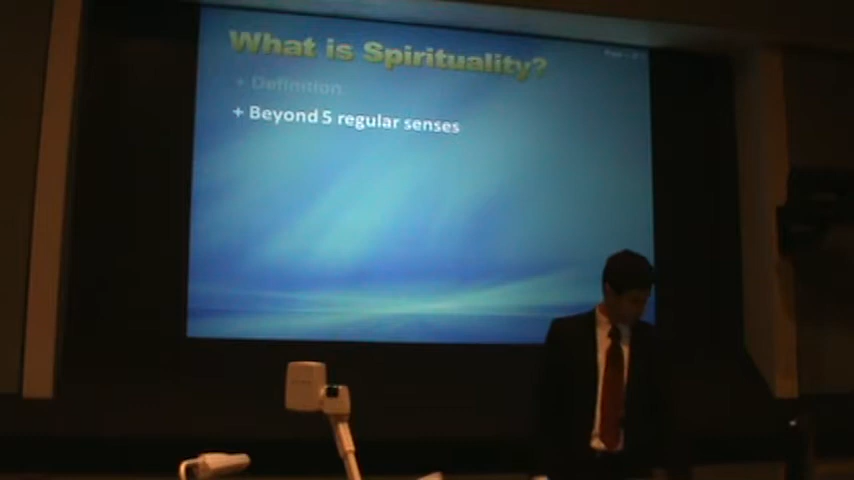 What is Spirituality?
+ Definition
+ Beyond 5 regular senses